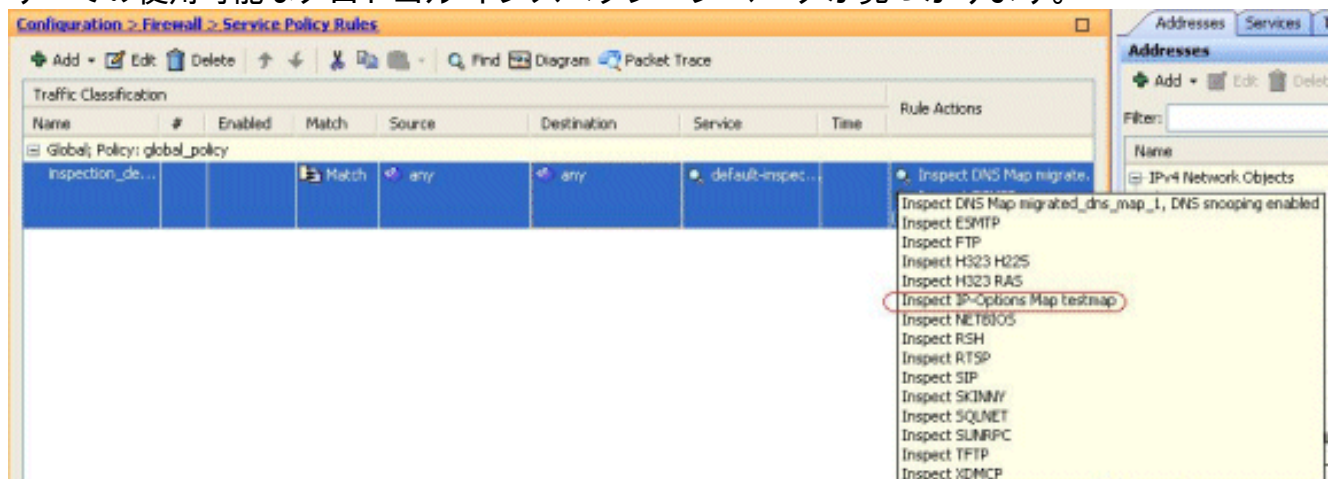 Configuration > Firewall > Service Policy Rules
Add Edit Delete Find Diagram Packet Trace
Traffic Classification
Name # Enabled Match Source Destination Service Time Rule Actions
Global; Policy: global_policy
inspection_de... Match any any default-inspec... Inspect DNS Map migrate.
Inspect DNS Map migrated_dns_map_1, DNS snooping enabled
Inspect ESMTP
Inspect FTP
Inspect H323 H225
Inspect H323 RAS
Inspect IP-Options Map testmap
Inspect NETBIOS
Inspect RSH
Inspect RTSP
Inspect SIP
Inspect SKINNY
Inspect SQLNET
Inspect SUNRPC
Inspect TFTP
Inspect XDMCP
Addresses Services
Addresses
Add Edit Delet
Filter:
Name
IPv4 Network Objects